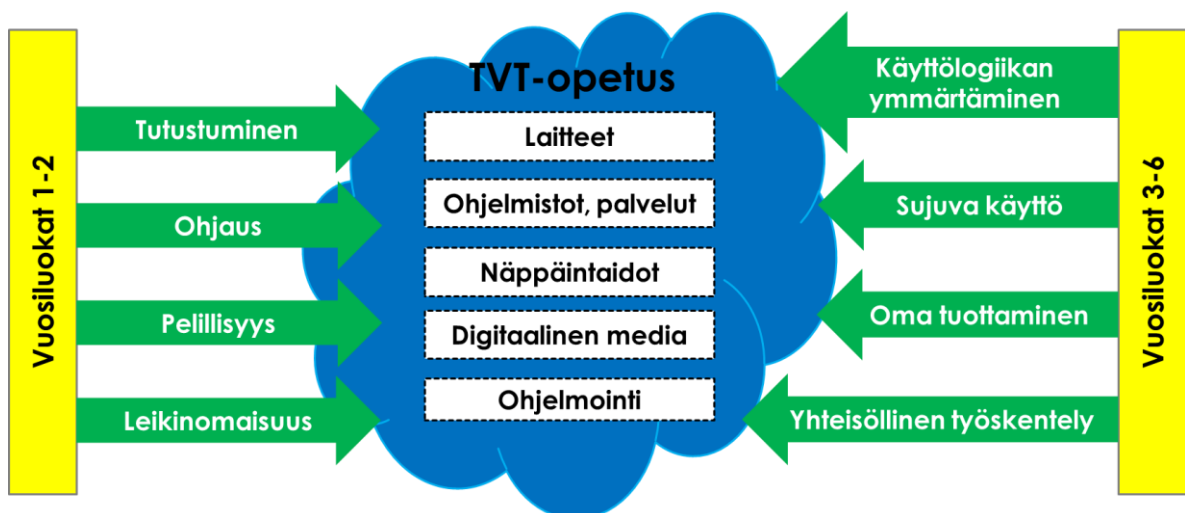 Vuosiluokat 1-2
Tutustuminen
Ohjaus
Pelillisyys
Leikinomaisuus
TVT-opetus
Laitteet
Ohjelmistot, palvelut
Näppäintaidot
Digitaalinen media
Ohjelmointi
Käyttölogiikan
ymmärtäminen
Sujuva käyttö
Oma tuottaminen
Yhteisöllinen työskentely
Vuosiluokat 3-6